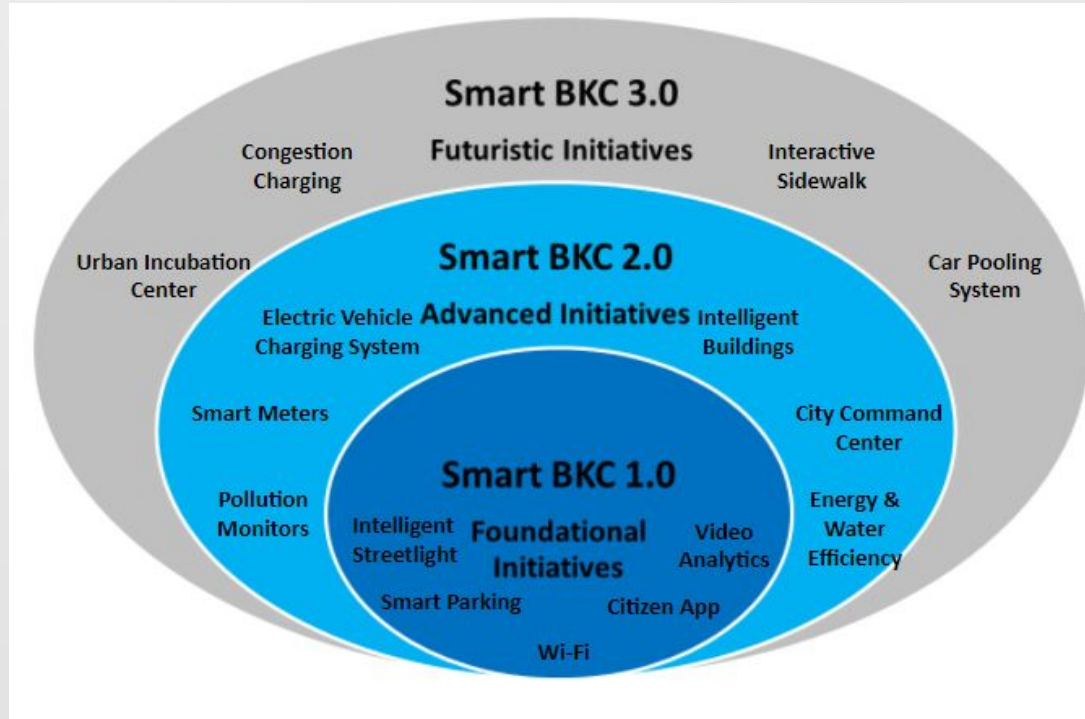 Smart BKC 3.0
Futuristic Initiatives
Congestion
Charging
Interactive
Sidewalk
Urban Incubation
Center
Car Pooling
System
Smart BKC 2.0
Advanced Initiatives
Electric Vehicle
Charging System
Intelligent
Buildings
Smart Meters
City Command
Center
Pollution
Monitors
Energy &
Water
Efficiency
Smart BKC 1.0
Foundational
Initiatives
Intelligent
Streetlight
Video
Analytics
Smart Parking
Citizen App
Wi-Fi